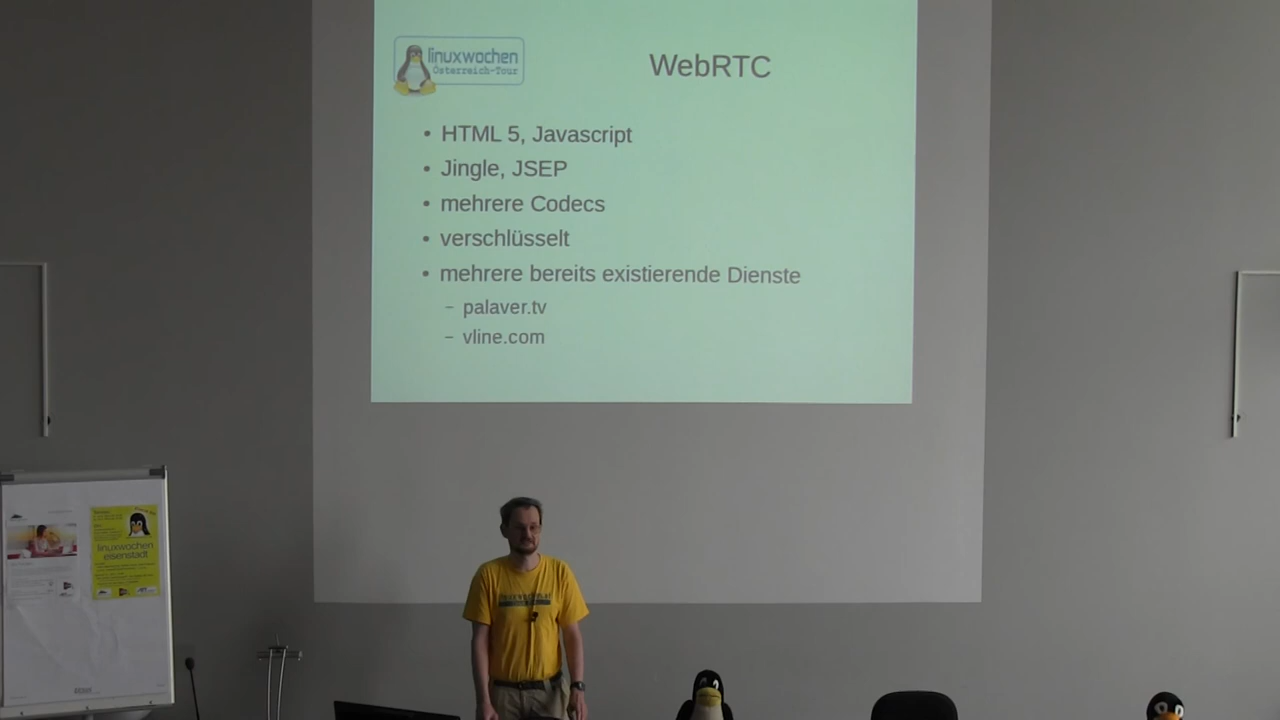 linuxwochen
Österreich-Tour
WebRTC
• HTML 5, Javascript
• Jingle, JSEP
• mehrere Codecs
• verschlüsselt
• mehrere bereits existierende Dienste
– palaver.tv
– vline.com
linuxwochen
eisenstadt